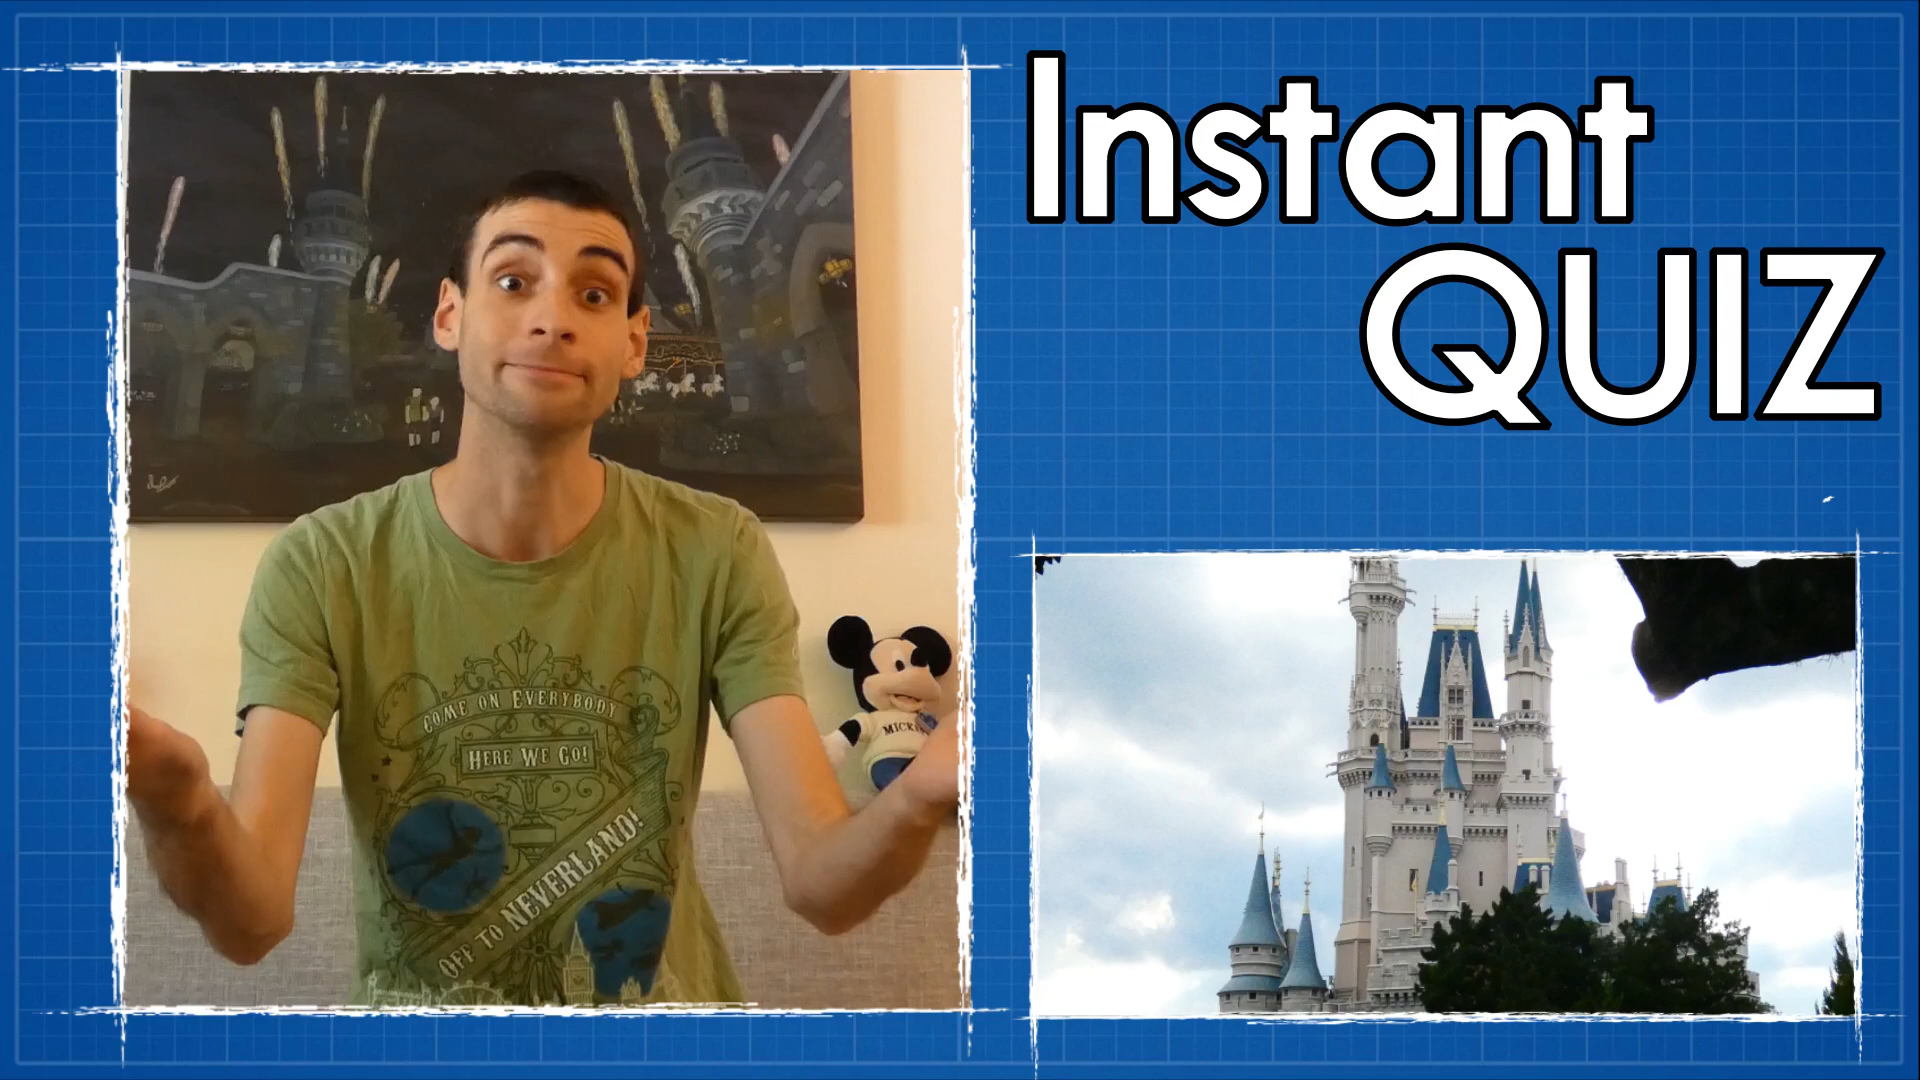 Instant
QUIZ
COME ON EVERYBODY
HERE WE GO!
OFF TO NEVERLAND!